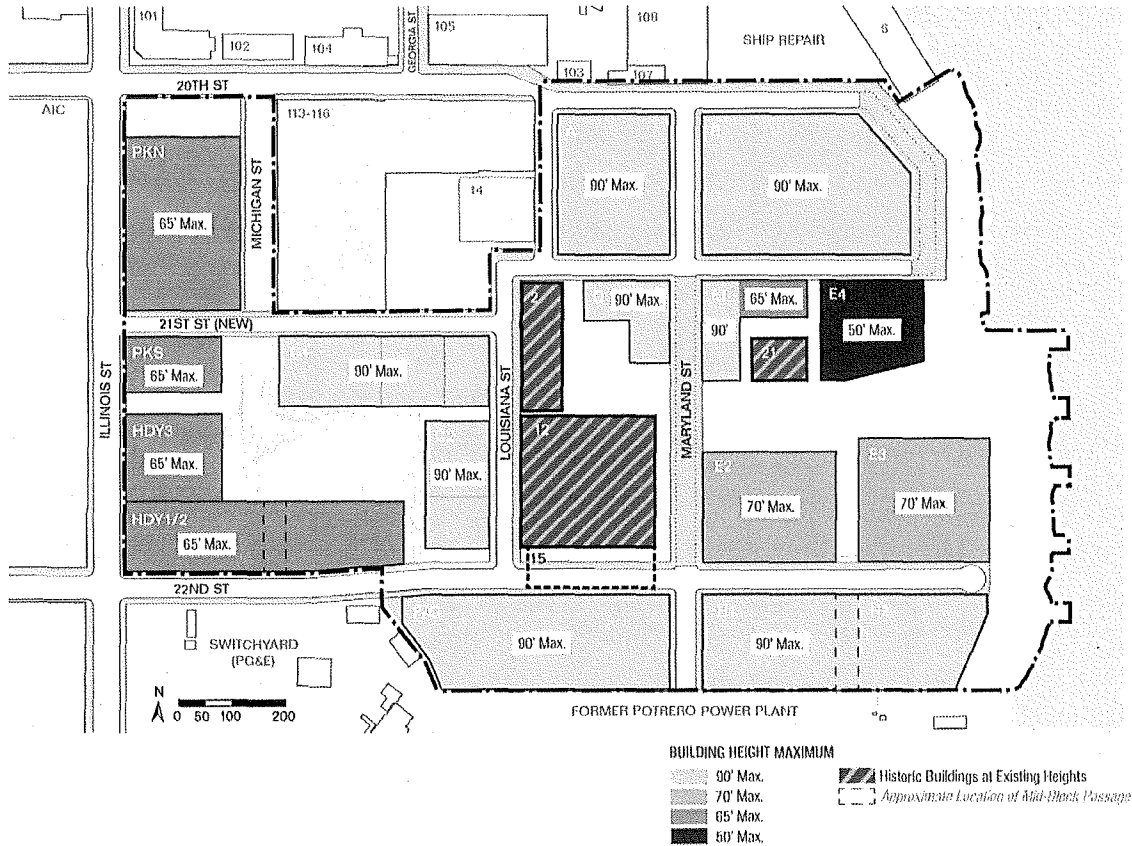 101
102
104
GEORGIA ST
105
108
103
107
SHIP REPAIR
6
20TH ST
AIC
PKN
65' Max.
MICHIGAN ST
113-116
14
90' Max.
90' Max.
21ST ST (NEW)
2
90' Max.
90'
65' Max.
21
E4
50' Max.
ILLINOIS ST
PKS
65' Max.
90' Max.
LOUISIANA ST
MARYLAND ST
HDY3
65' Max.
90' Max.
12
E2
70' Max.
E3
70' Max.
HDY1/2
65' Max.
15
22ND ST
SWITCHYARD
(PG&E)
90' Max.
90' Max.
N
0 50 100 200
FORMER POTRERO POWER PLANT
BUILDING HEIGHT MAXIMUM
90' Max.
70' Max.
65' Max.
50' Max.
Historic Buildings at Existing Heights
Approximate Location of Mid-Block Passage